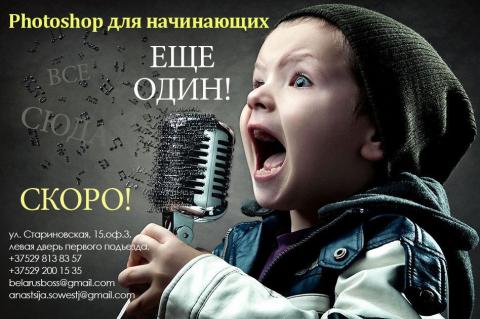 Photoshop для начинающих
ЕЩЕ
ОДИН!
ВСЕ
СЮДА
СКОРО!
ул. Стариновская, 15,оф.3,
левая дверь первого подьезда,
+37529 813 83 57
+37529 200 15 35
belarusboss@gmail.com
anastsija.sowestj@gmail.com